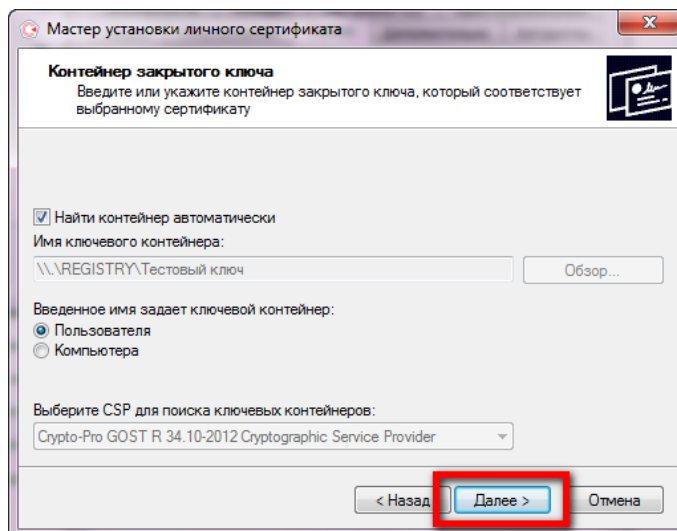 Мастер установки личного сертификата
Контейнер закрытого ключа
Введите или укажите контейнер закрытого ключа, который соответствует
выбранному сертификату
Найти контейнер автоматически
Имя ключевого контейнера:
\\.\REGISTRY\Тестовый ключ
Обзор...
Введенное имя задает ключевой контейнер:
Пользователя
Компьютера
Выберите CSP для поиска ключевых контейнеров:
Crypto-Pro GOST R 34.10-2012 Cryptographic Service Provider
< Назад Далее > Отмена